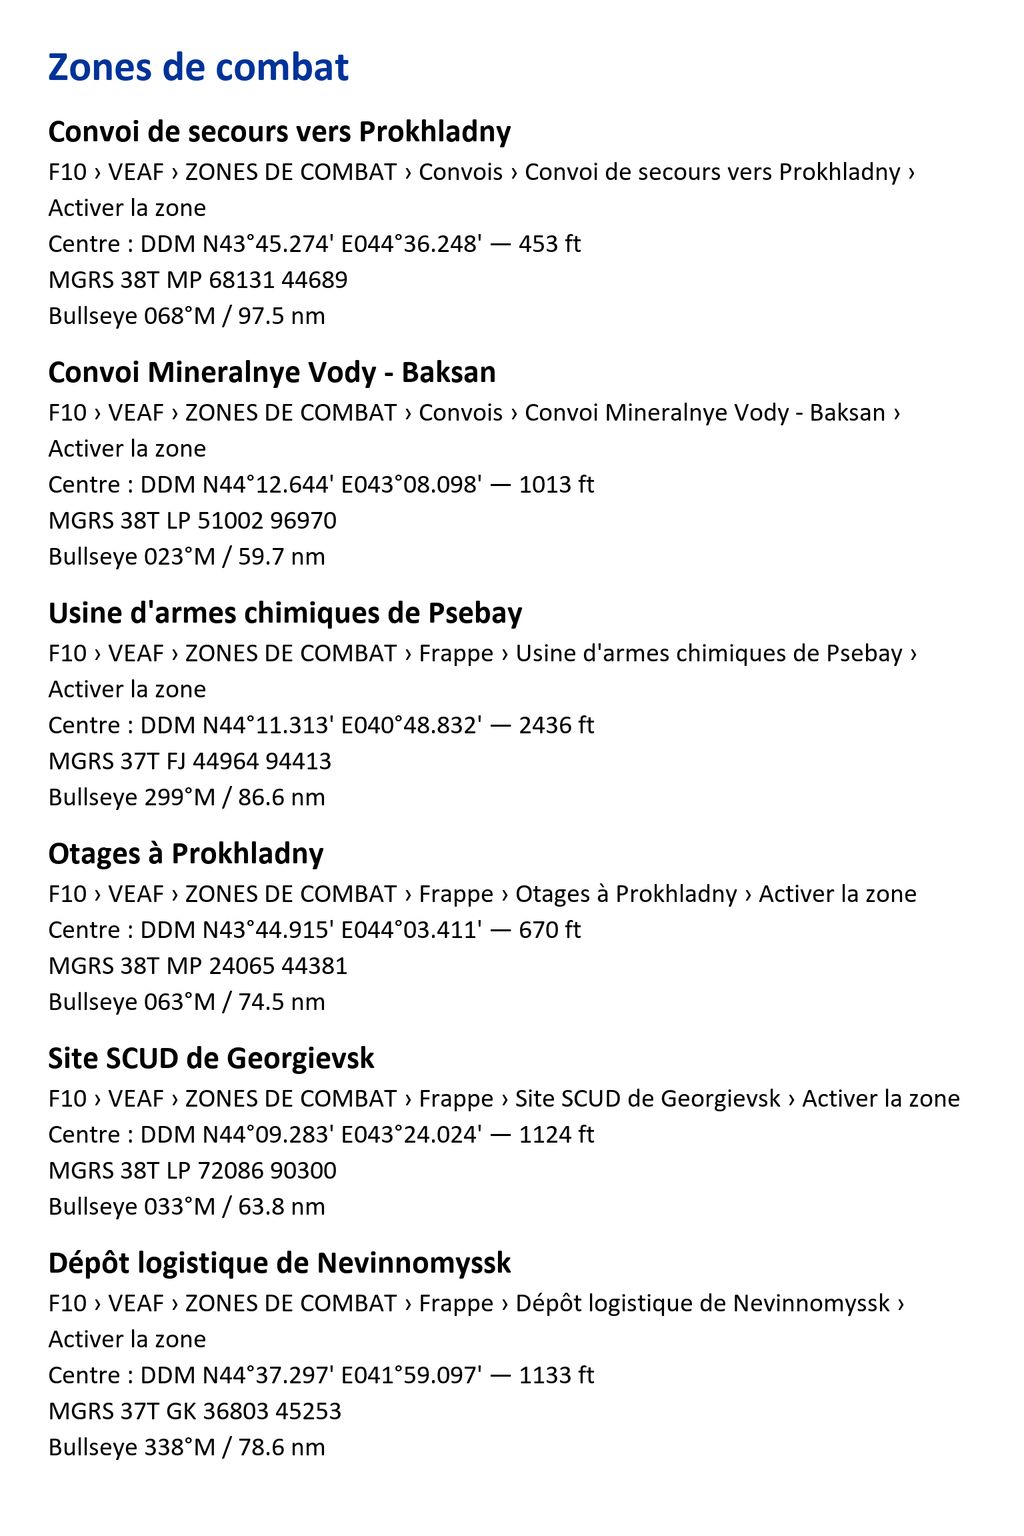 Zones de combat
Convoi de secours vers Prokhladny
F10 › VEAF › ZONES DE COMBAT › Convois › Convoi de secours vers Prokhladny ›
Activer la zone
Centre : DDM N43°45.274' E044°36.248' — 453 ft
MGRS 38T MP 68131 44689
Bullseye 068°M / 97.5 nm
Convoi Mineralnye Vody - Baksan
F10 › VEAF › ZONES DE COMBAT › Convois › Convoi Mineralnye Vody - Baksan ›
Activer la zone
Centre : DDM N44°12.644' E043°08.098' — 1013 ft
MGRS 38T LP 51002 96970
Bullseye 023°M / 59.7 nm
Usine d'armes chimiques de Psebay
F10 › VEAF › ZONES DE COMBAT › Frappe › Usine d'armes chimiques de Psebay ›
Activer la zone
Centre : DDM N44°11.313' E040°48.832' — 2436 ft
MGRS 37T FJ 44964 94413
Bullseye 299°M / 86.6 nm
Otages à Prokhladny
F10 › VEAF › ZONES DE COMBAT › Frappe › Otages à Prokhladny › Activer la zone
Centre : DDM N43°44.915' E044°03.411' — 670 ft
MGRS 38T MP 24065 44381
Bullseye 063°M / 74.5 nm
Site SCUD de Georgievsk
F10 › VEAF › ZONES DE COMBAT › Frappe › Site SCUD de Georgievsk › Activer la zone
Centre : DDM N44°09.283' E043°24.024' — 1124 ft
MGRS 38T LP 72086 90300
Bullseye 033°M / 63.8 nm
Dépôt logistique de Nevinnomyssk
F10 › VEAF › ZONES DE COMBAT › Frappe › Dépôt logistique de Nevinnomyssk ›
Activer la zone
Centre : DDM N44°37.297' E041°59.097' — 1133 ft
MGRS 37T GK 36803 45253
Bullseye 338°M / 78.6 nm